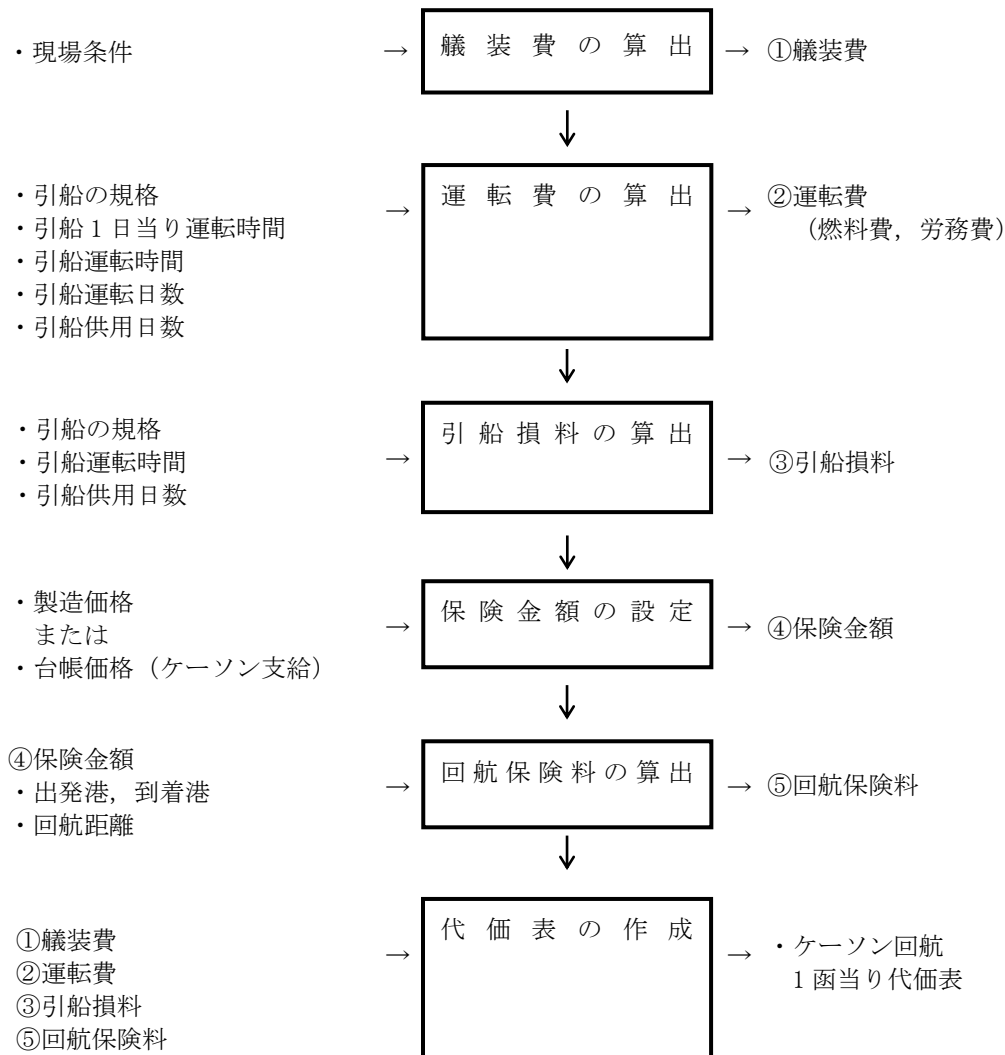 ・現場条件 → 艤装費の算出 → ①艤装費
↓
・引船の規格
・引船1日当り運転時間
・引船運転時間
・引船運転日数
・引船供用日数
→ 運転費の算出 → ②運転費
(燃料費，労務費)
↓
・引船の規格
・引船運転時間
・引船供用日数
→ 引船損料の算出 → ③引船損料
↓
・製造価格
または
・台帳価格（ケーソン支給）
→ 保険金額の設定 → ④保険金額
↓
④保険金額
・出発港，到着港
・回航距離
→ 回航保険料の算出 → ⑤回航保険料
↓
①艤装費
②運転費
③引船損料
⑤回航保険料
→ 代価表の作成 → ・ケーソン回航
1函当り代価表